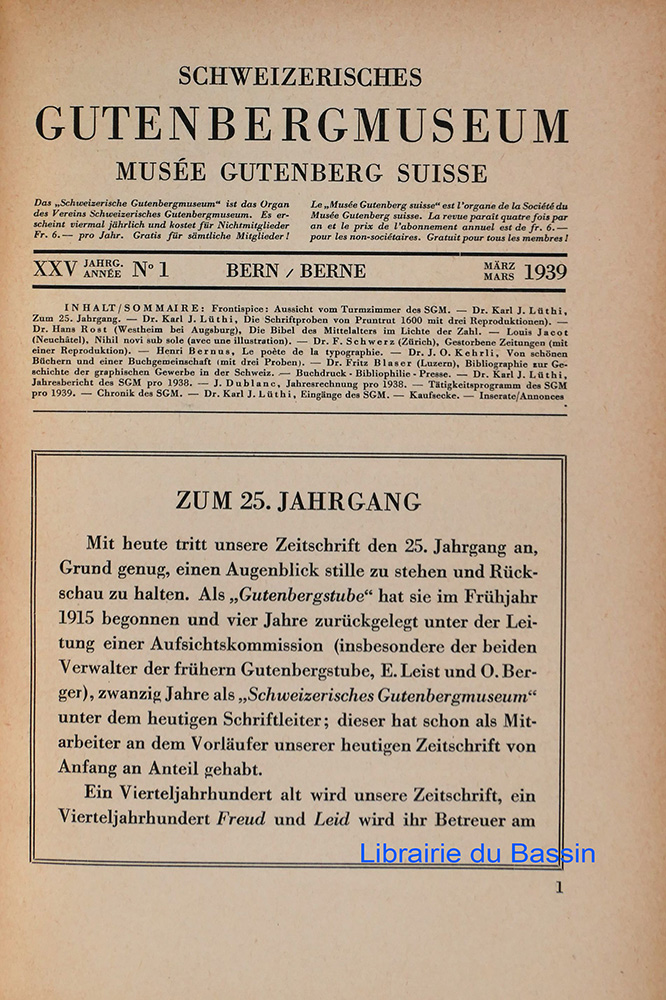 SCHWEIZERISCHES
GUTENBERGMUSEUM
MUSÉE GUTENBERG SUISSE
Das „Schweizerische Gutenbergmuseum“ ist das Organ
des Vereins Schweizerisches Gutenbergmuseum. Es er-
scheint viermal jährlich und kostet für Nichtmitglieder
Fr. 6.— pro Jahr. Gratis für sämtliche Mitglieder!
Le „Musée Gutenberg suisse“ est l'organe de la Société du
Musée Gutenberg suisse. La revue paraît quatre fois par
an et le prix de l'abonnement annuel est de fr. 6.—
pour les non-sociétaires. Gratuit pour tous les membres!
XXV JAHRG. ANNÉE No 1 BERN / BERNE MÄRZ MARS 1939
INHALT/SOMMAIRE: Frontispice: Aussicht vom Turmzimmer des SGM. — Dr. Karl J. Lüthi,
Zum 25. Jahrgang. — Dr. Karl J. Lüthi, Die Schriftproben von Pruntrut 1600 mit drei Reproduktionen). —
Dr. Hans Rost (Westheim bei Augsburg), Die Bibel des Mittelalters im Lichte der Zahl. — Louis Jacot
(Neuchâtel), Nihil novi sub sole (avec une illustration). — Dr. F. Schwerz (Zürich), Gestorbene Zeitungen (mit
einer Reproduktion). — Henri Bernus, Le poète de la typographie. — Dr. J. O. Kehrli, Von schönen
Büchern und einer Buchgemeinschaft (mit drei Proben). — Dr. Fritz Blaser (Luzern), Bibliographie zur Ge-
schichte der graphischen Gewerbe in der Schweiz. — Buchdruck - Bibliophilie - Presse. — Dr. Karl J. Lüthi,
Jahresbericht des SGM pro 1938. — J. Dublanc, Jahresrechnung pro 1938. — Tätigkeitsprogramm des SGM
pro 1939. — Chronik des SGM. — Dr. Karl J. Lüthi, Eingänge des SGM. — Kaufsecke. — Inserate/Annonces
ZUM 25. JAHRGANG
Mit heute tritt unsere Zeitschrift den 25. Jahrgang an,
Grund genug, einen Augenblick stille zu stehen und Rück-
schau zu halten. Als „Gutenbergstube“ hat sie im Frühjahr
1915 begonnen und vier Jahre zurückgelegt unter der Lei-
tung einer Aufsichtskommission (insbesondere der beiden
Verwalter der frühern Gutenbergstube, E. Leist und O. Ber-
ger), zwanzig Jahre als „Schweizerisches Gutenbergmuseum“
unter dem heutigen Schriftleiter; dieser hat schon als Mit-
arbeiter an dem Vorläufer unserer heutigen Zeitschrift von
Anfang an Anteil gehabt.
Ein Vierteljahrhundert alt wird unsere Zeitschrift, ein
Vierteljahrhundert Freud und Leid wird ihr Betreuer am
Librairie du Bassin
1